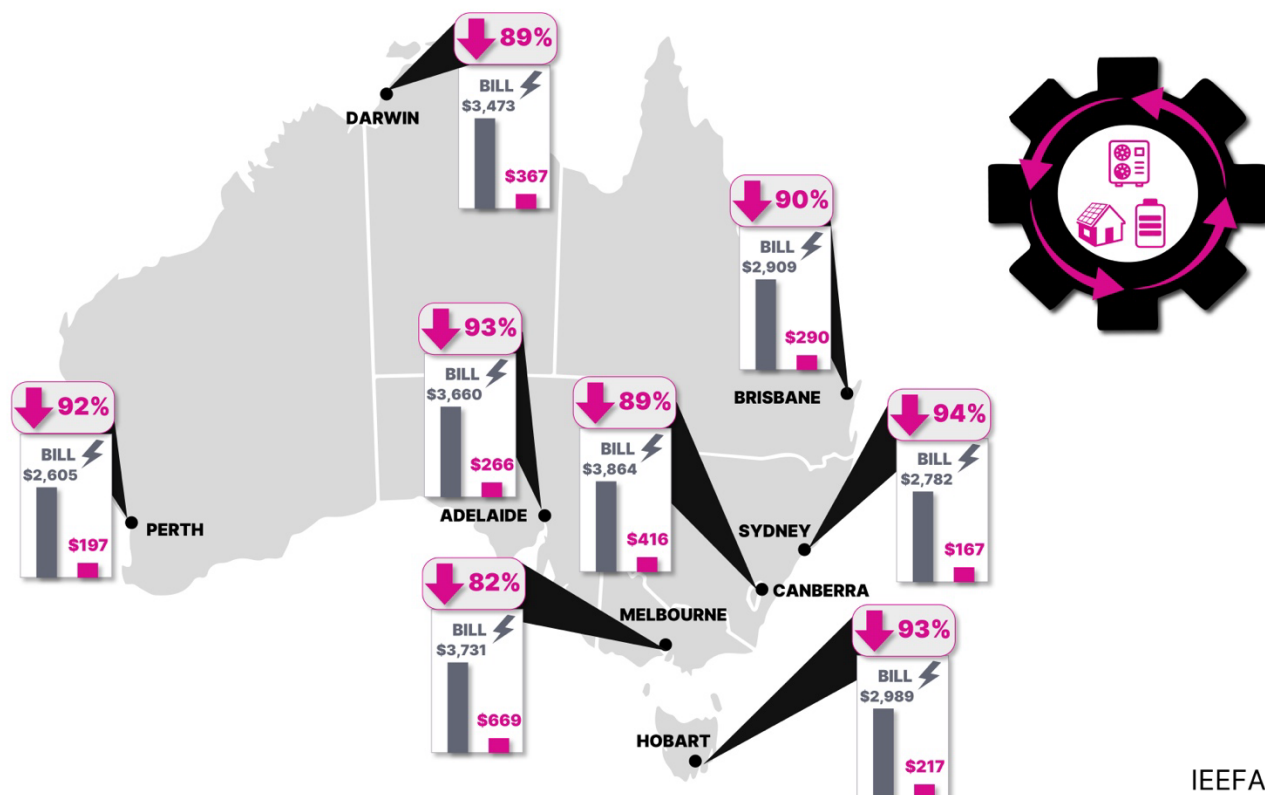 89%
BILL
$3,473
$367
DARWIN
90%
BILL
$2,909
$290
BRISBANE
93%
BILL
$3,660
$266
ADELAIDE
92%
BILL
$2,605
$197
PERTH
89%
BILL
$3,864
$416
CANBERRA
94%
BILL
$2,782
$167
SYDNEY
82%
BILL
$3,731
$669
MELBOURNE
93%
BILL
$2,989
$217
HOBART
IEEFA